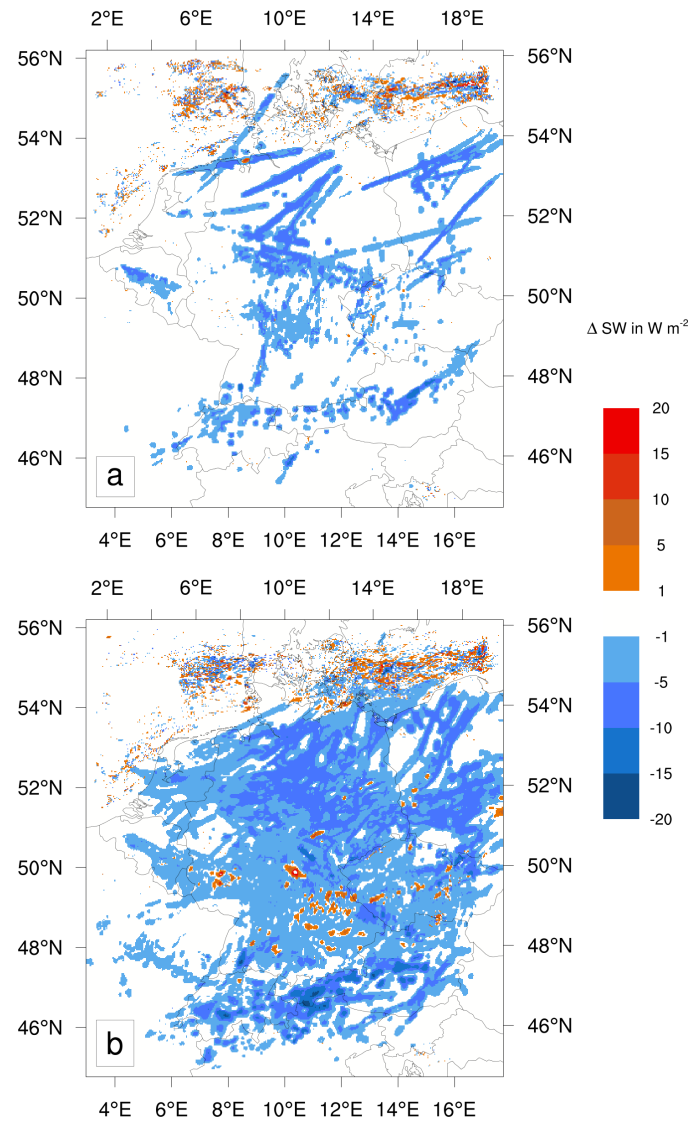 2°E 6°E 10°E 14°E 18°E
56°N 56°N
54°N 54°N
52°N 52°N
50°N 50°N
48°N 48°N
46°N 46°N
a
4°E 6°E 8°E 10°E 12°E 14°E 16°E
Δ SW in W m-2
20
15
10
5
1
-1
-5
-10
-15
-20
2°E 6°E 10°E 14°E 18°E
56°N 56°N
54°N 54°N
52°N 52°N
50°N 50°N
48°N 48°N
46°N 46°N
b
4°E 6°E 8°E 10°E 12°E 14°E 16°E